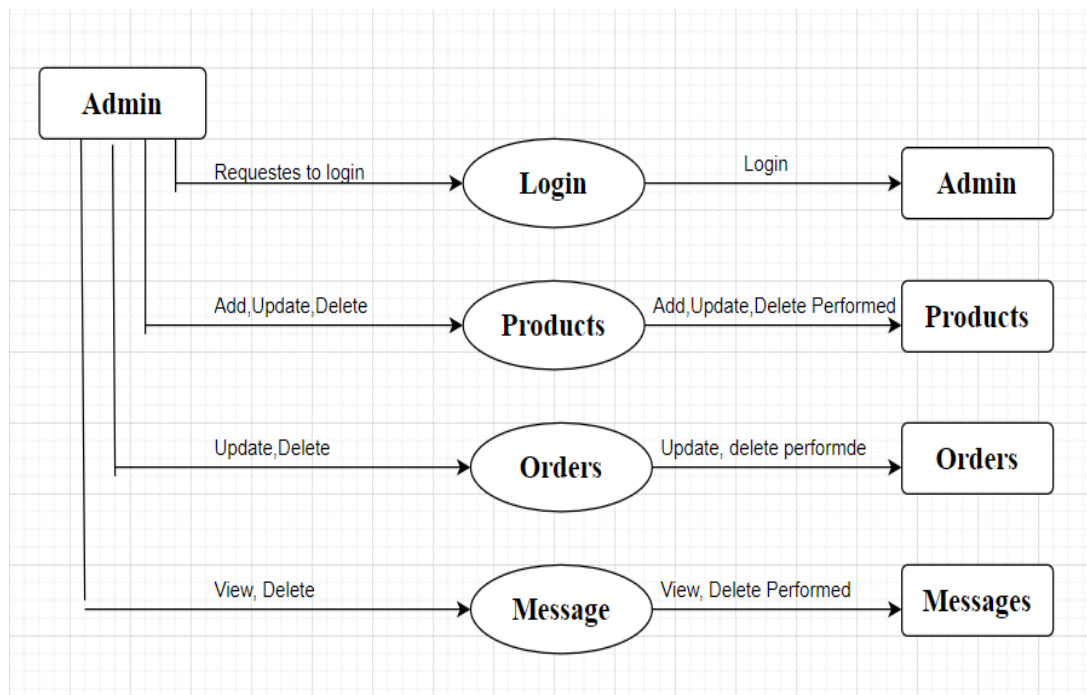 Admin
Requestes to login
Login
Login
Admin
Add,Update,Delete
Products
Add,Update,Delete Performed
Products
Update,Delete
Orders
Update, delete performde
Orders
View, Delete
Message
View, Delete Performed
Messages